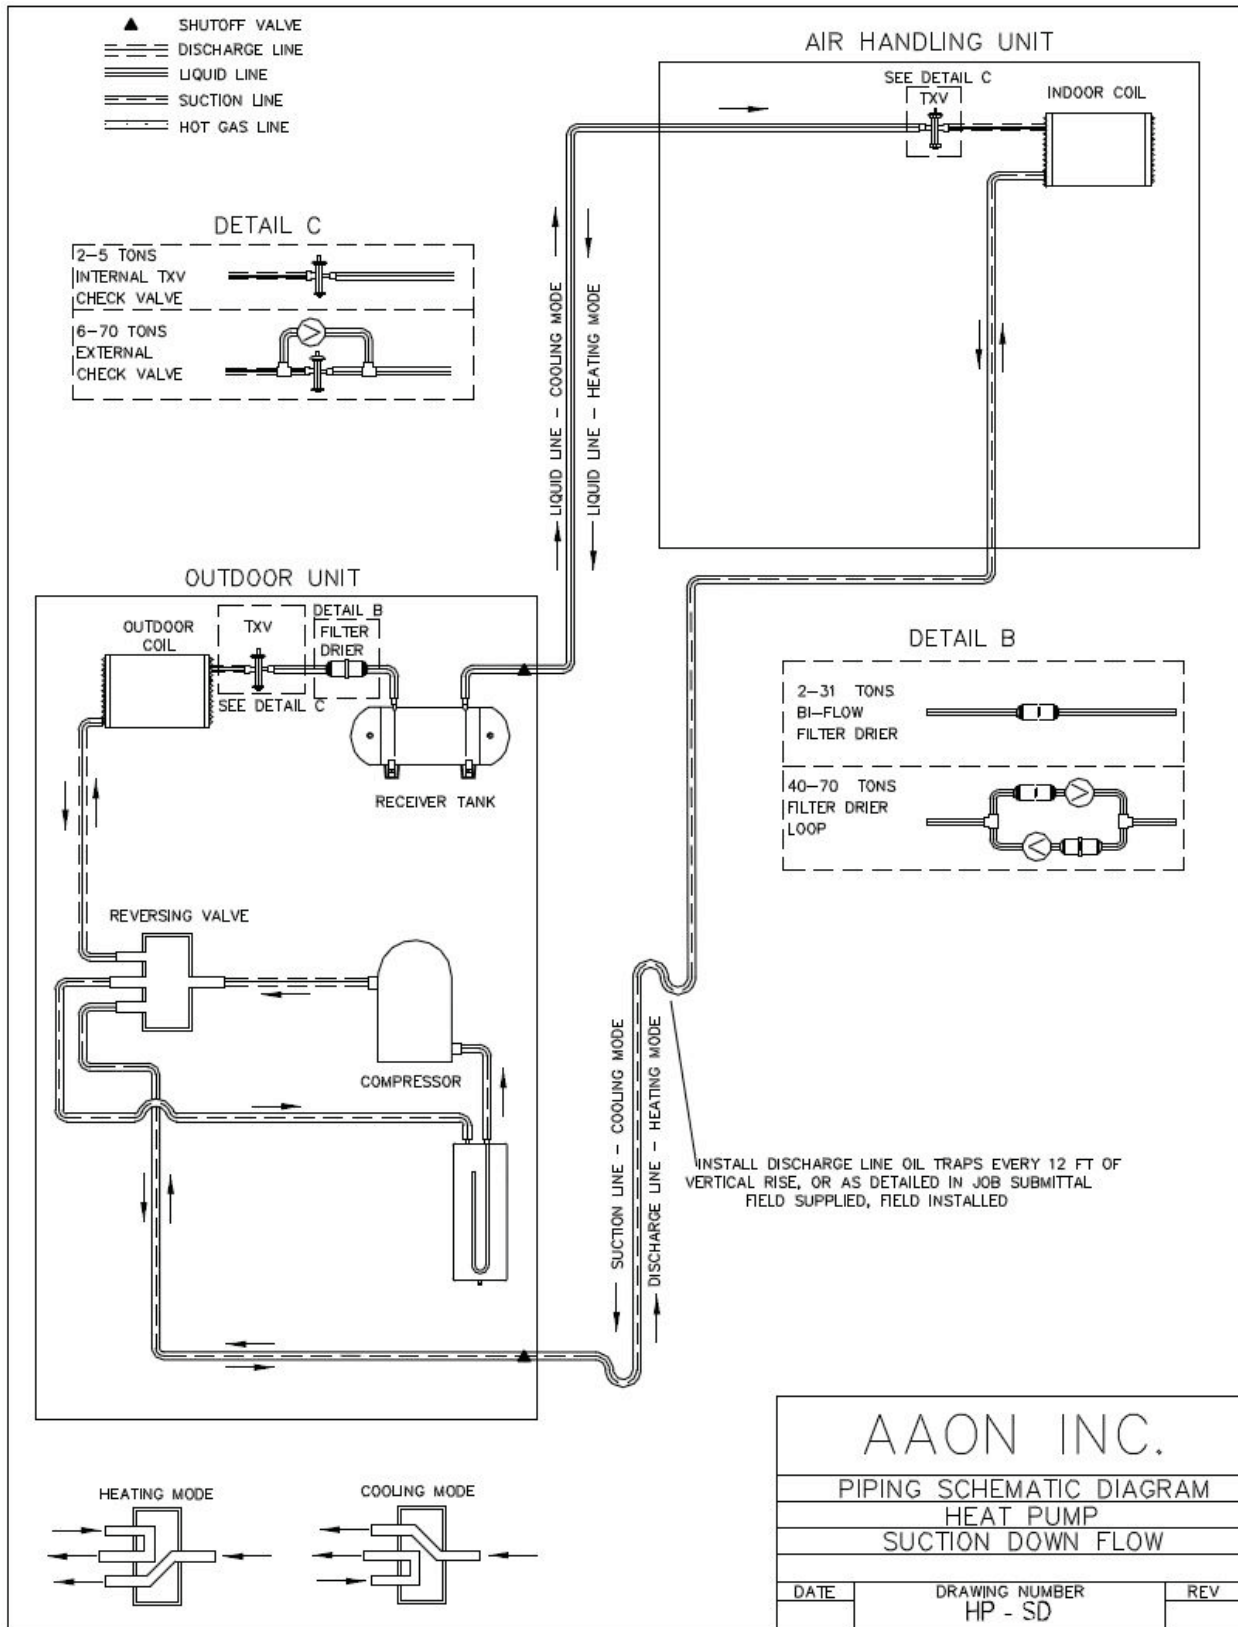 SHUTOFF VALVE
DISCHARGE LINE
LIQUID LINE
SUCTION LINE
HOT GAS LINE
AIR HANDLING UNIT
SEE DETAIL C
TXV
INDOOR COIL
DETAIL C
2-5 TONS
INTERNAL TXV
CHECK VALVE
6-70 TONS
EXTERNAL
CHECK VALVE
LIQUID LINE - COOLING MODE
LIQUID LINE - HEATING MODE
OUTDOOR UNIT
OUTDOOR
COIL
TXV
SEE DETAIL C
DETAIL B
FILTER
DRIER
RECEIVER TANK
DETAIL B
2-31 TONS
BI-FLOW
FILTER DRIER
40-70 TONS
FILTER DRIER
LOOP
REVERSING VALVE
COMPRESSOR
SUCTION LINE - COOLING MODE
DISCHARGE LINE - HEATING MODE
INSTALL DISCHARGE LINE OIL TRAPS EVERY 12 FT OF
VERTICAL RISE, OR AS DETAILED IN JOB SUBMITTAL
FIELD SUPPLIED, FIELD INSTALLED
HEATING MODE
COOLING MODE
AAON INC.
PIPING SCHEMATIC DIAGRAM
HEAT PUMP
SUCTION DOWN FLOW
DATE
DRAWING NUMBER
HP - SD
REV